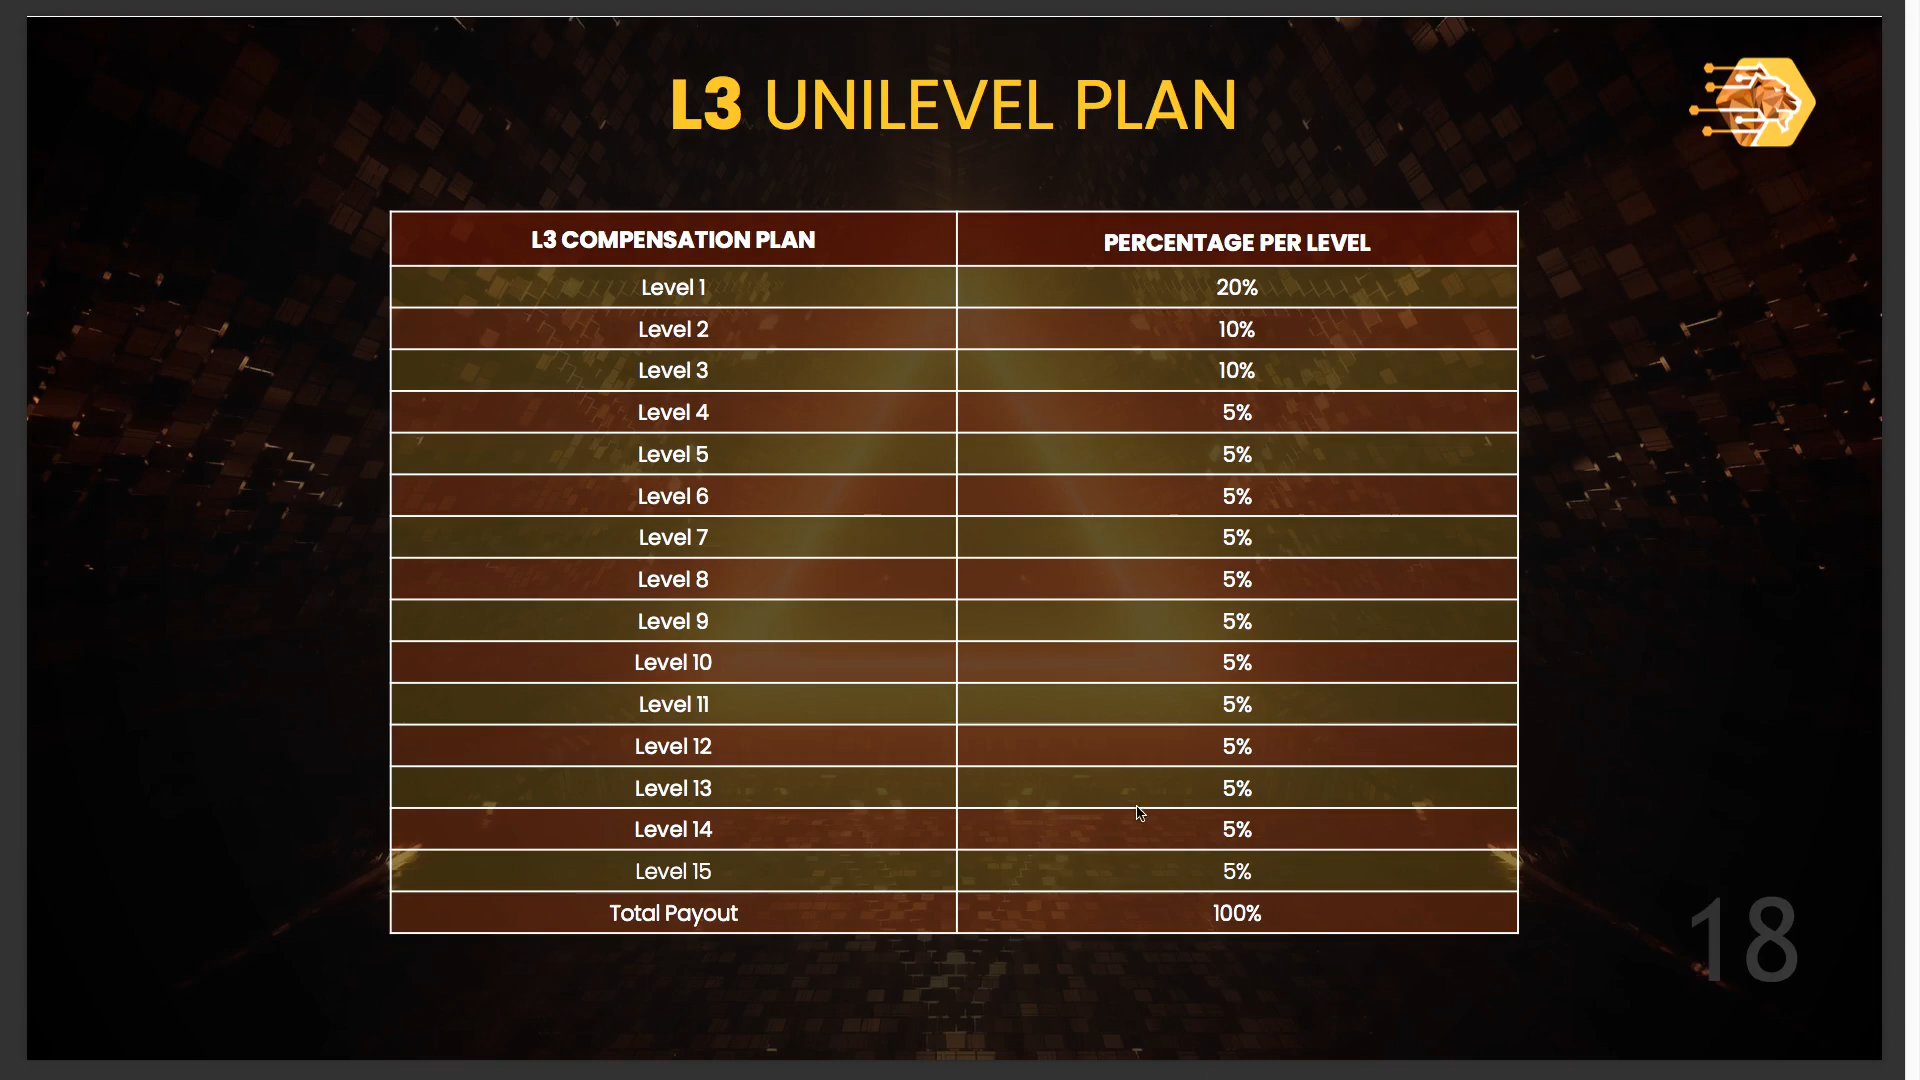 L3 UNILEVEL PLAN
L3 COMPENSATION PLAN PERCENTAGE PER LEVEL
Level 1 20%
Level 2 10%
Level 3 10%
Level 4 5%
Level 5 5%
Level 6 5%
Level 7 5%
Level 8 5%
Level 9 5%
Level 10 5%
Level 11 5%
Level 12 5%
Level 13 5%
Level 14 5%
Level 15 5%
Total Payout 100%
18